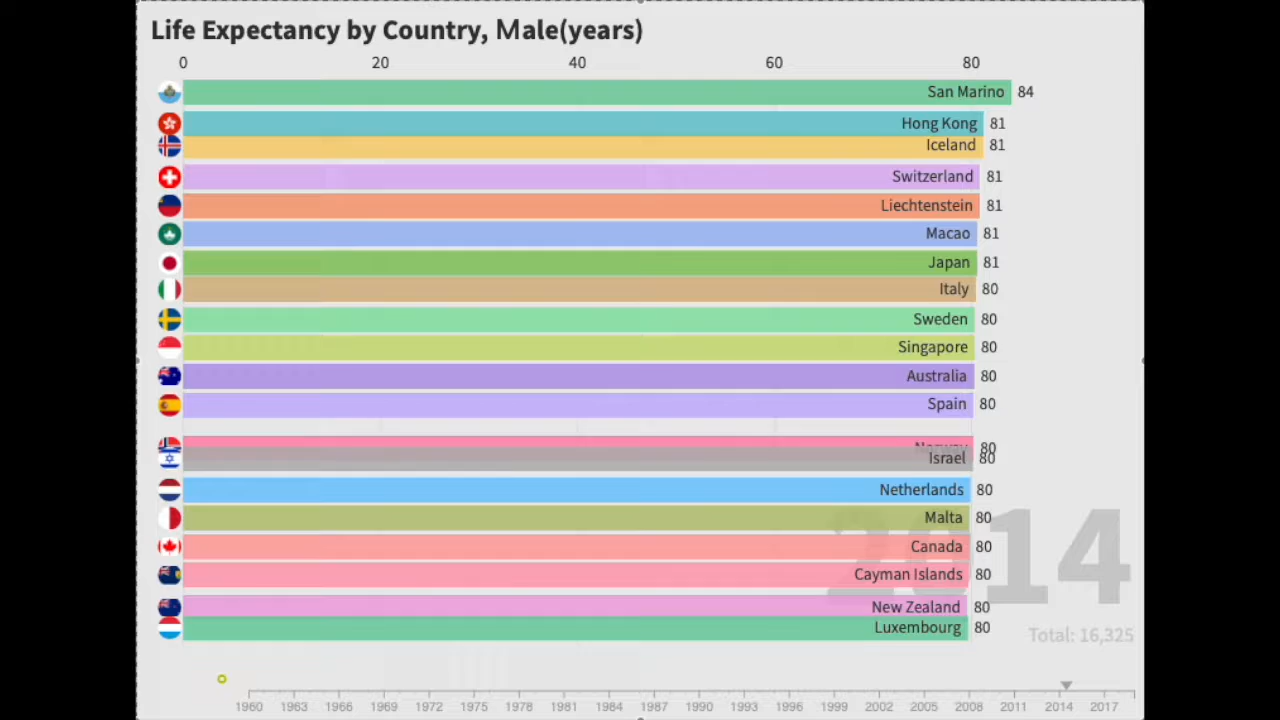 Life Expectancy by Country, Male(years)
0 20 40 60 80
San Marino 84
Hong Kong 81
Iceland 81
Switzerland 81
Liechtenstein 81
Macao 81
Japan 81
Italy 80
Sweden 80
Singapore 80
Australia 80
Spain 80
Norway 80
Israel 80
Netherlands 80
Malta 80
Canada 80
Cayman Islands 80
New Zealand 80
Luxembourg 80
2014
Total: 16,325
1960 1963 1966 1969 1972 1975 1978 1981 1984 1987 1990 1993 1996 1999 2002 2005 2008 2011 2014 2017